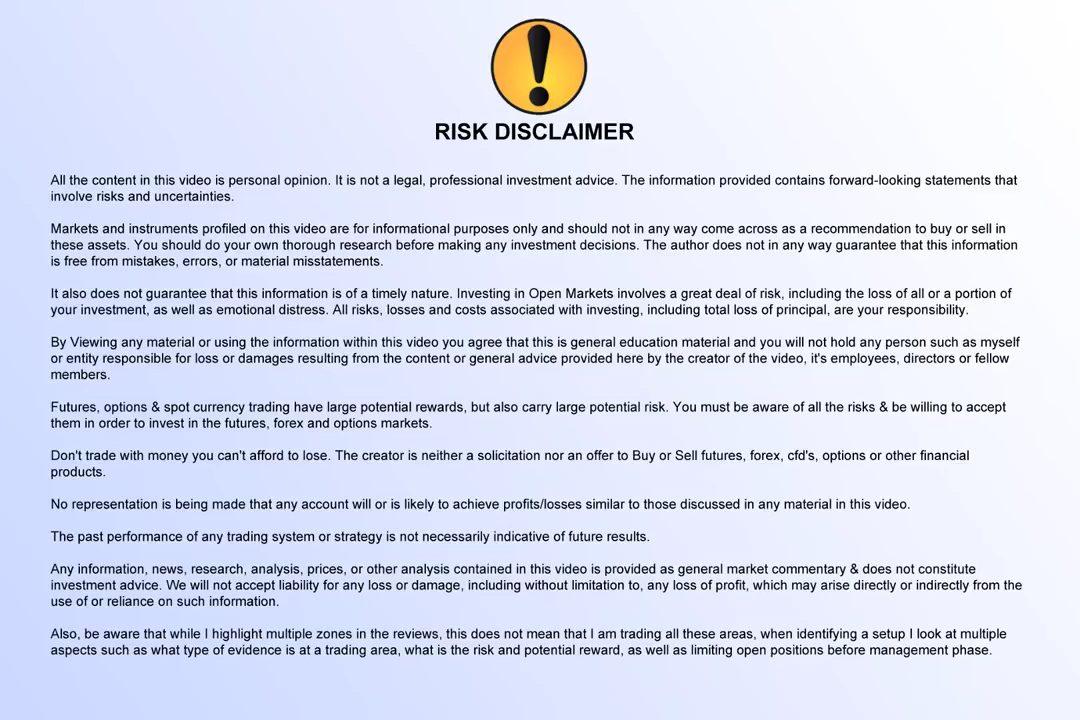 RISK DISCLAIMER
All the content in this video is personal opinion. It is not a legal, professional investment advice. The information provided contains forward-looking statements that
involve risks and uncertainties.
Markets and instruments profiled on this video are for informational purposes only and should not in any way come across as a recommendation to buy or sell in
these assets. You should do your own thorough research before making any investment decisions. The author does not in any way guarantee that this information
is free from mistakes, errors, or material misstatements.
It also does not guarantee that this information is of a timely nature. Investing in Open Markets involves a great deal of risk, including the loss of all or a portion of
your investment, as well as emotional distress. All risks, losses and costs associated with investing, including total loss of principal, are your responsibility.
By Viewing any material or using the information within this video you agree that this is general education material and you will not hold any person such as myself
or entity responsible for loss or damages resulting from the content or general advice provided here by the creator of the video, it's employees, directors or fellow
members.
Futures, options & spot currency trading have large potential rewards, but also carry large potential risk. You must be aware of all the risks & be willing to accept
them in order to invest in the futures, forex and options markets.
Don't trade with money you can't afford to lose. The creator is neither a solicitation nor an offer to Buy or Sell futures, forex, cfd's, options or other financial
products.
No representation is being made that any account will or is likely to achieve profits/losses similar to those discussed in any material in this video.
The past performance of any trading system or strategy is not necessarily indicative of future results.
Any information, news, research, analysis, prices, or other analysis contained in this video is provided as general market commentary & does not constitute
investment advice. We will not accept liability for any loss or damage, including without limitation to, any loss of profit, which may arise directly or indirectly from the
use of or reliance on such information.
Also, be aware that while I highlight multiple zones in the reviews, this does not mean that I am trading all these areas, when identifying a setup I look at multiple
aspects such as what type of evidence is at a trading area, what is the risk and potential reward, as well as limiting open positions before management phase.